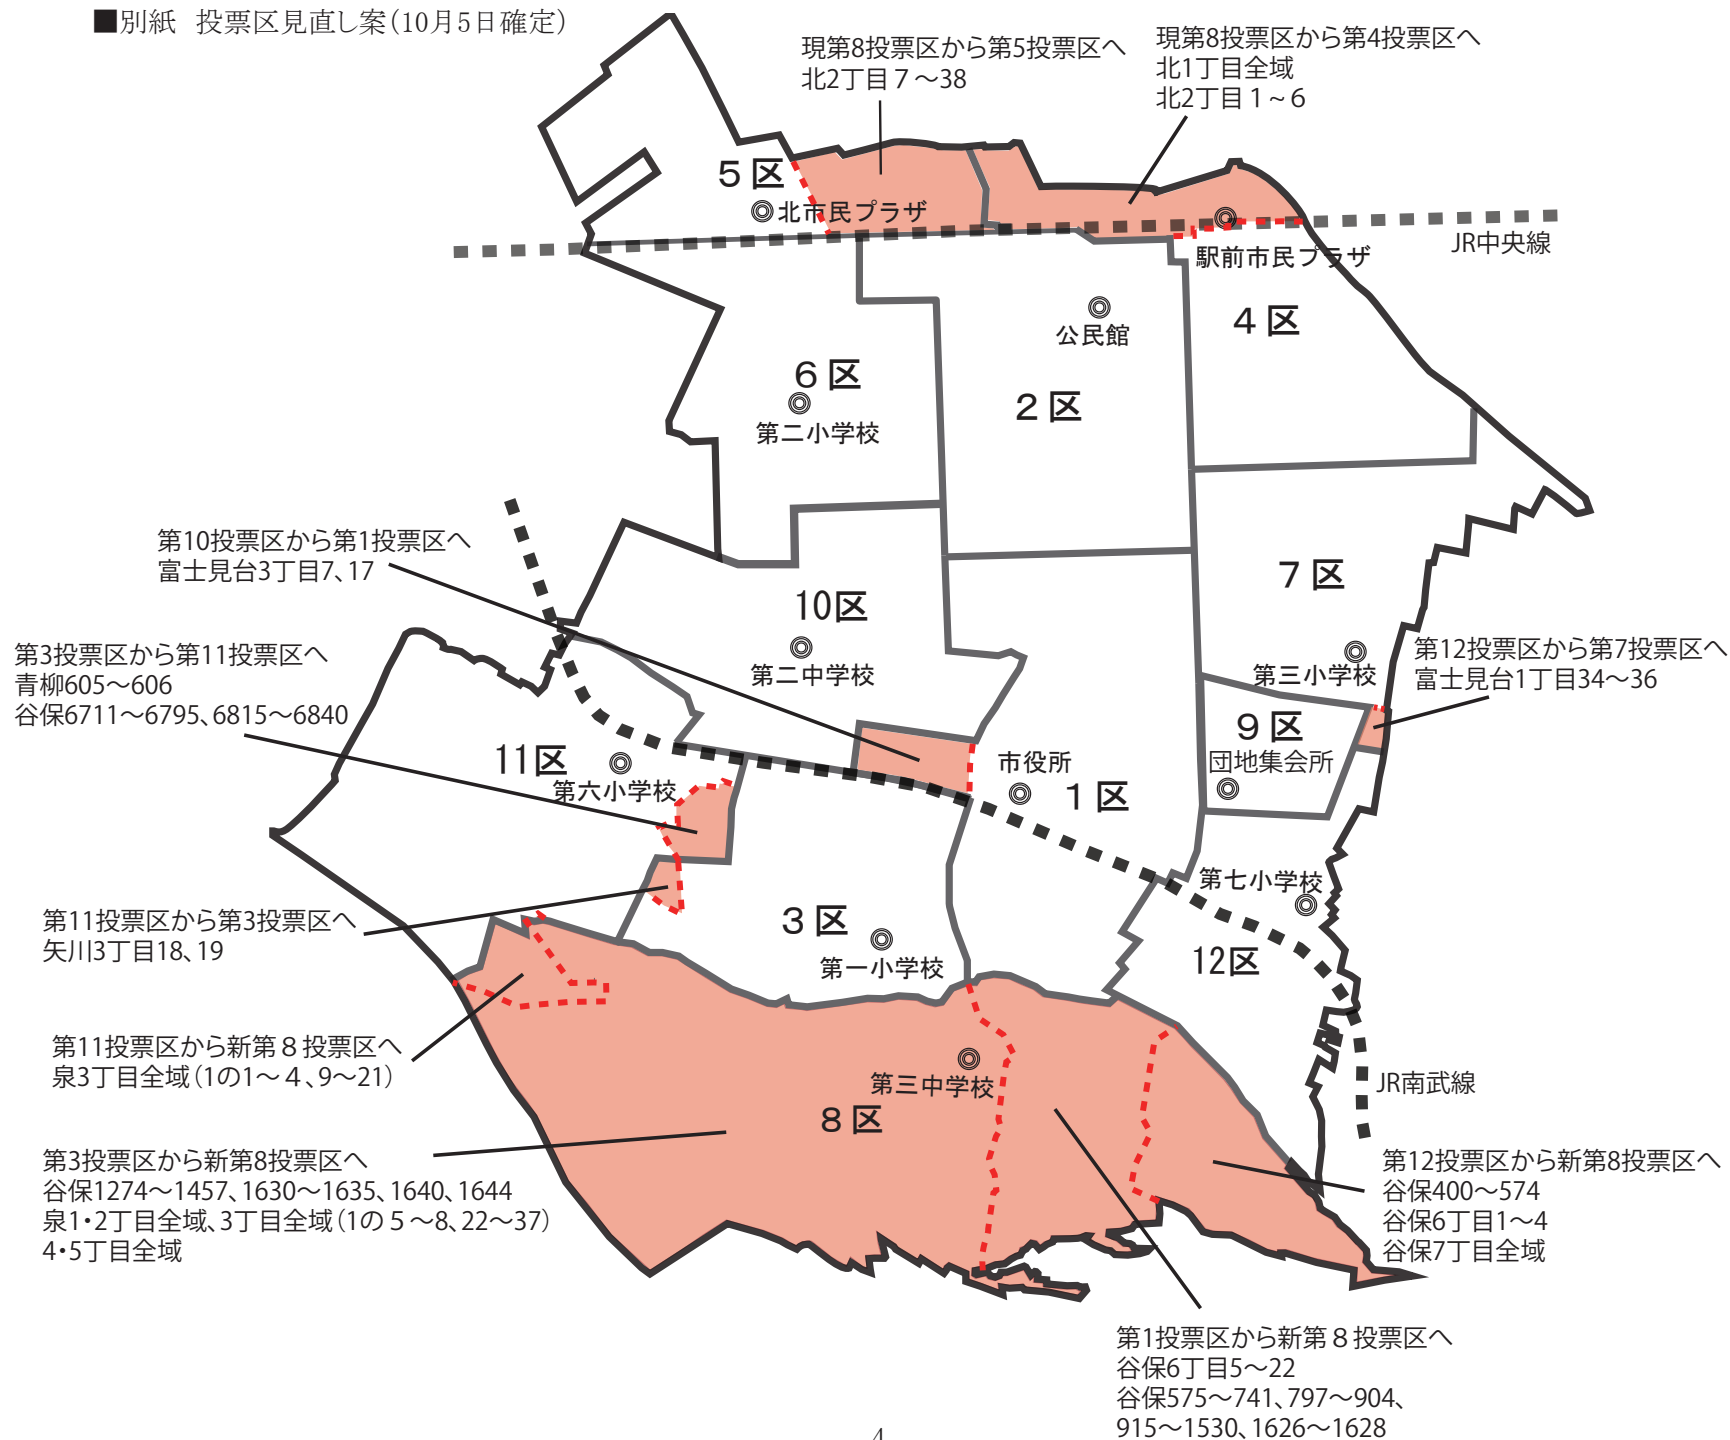 ■別紙 投票区見直し案(10月5日確定)
現第8投票区から第5投票区へ
北2丁目7～38
現第8投票区から第4投票区へ
北1丁目全域
北2丁目1~6
5区
北市民プラザ
JR中央線
駅前市民プラザ
公民館
4区
6区
2区
第二小学校
第10投票区から第1投票区へ
富士見台3丁目7、17
7区
10区
第3投票区から第11投票区へ
青柳605～606
谷保6711～6795、6815～6840
第二中学校
第三小学校
第12投票区から第7投票区へ
富士見台1丁目34～36
9区
団地集会所
11区
第六小学校
市役所
1区
第七小学校
第11投票区から第3投票区へ
矢川3丁目18、19
3区
第一小学校
12区
第11投票区から新第8投票区へ
泉3丁目全域(1の1～4、9～21)
第三中学校
JR南武線
8区
第3投票区から新第8投票区へ
谷保1274～1457、1630～1635、1640、1644
泉1・2丁目全域、3丁目全域(1の5～8、22～37)
4・5丁目全域
第12投票区から新第8投票区へ
谷保400～574
谷保6丁目1～4
谷保7丁目全域
第1投票区から新第8投票区へ
谷保6丁目5～22
谷保575～741、797～904、
915～1530、1626～1628
4